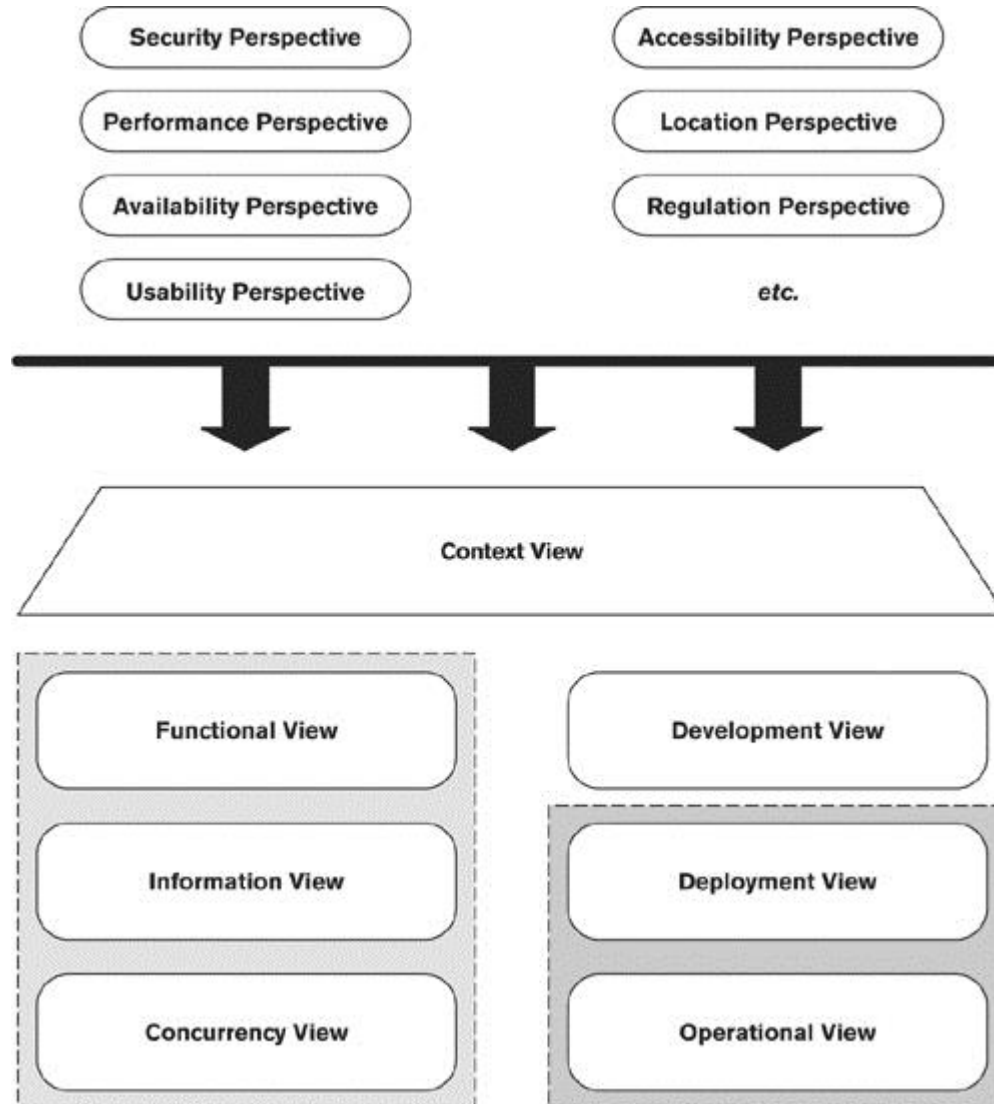 Security Perspective
Accessibility Perspective
Performance Perspective
Location Perspective
Availability Perspective
Regulation Perspective
Usability Perspective
etc.
Context View
Functional View
Development View
Information View
Deployment View
Concurrency View
Operational View